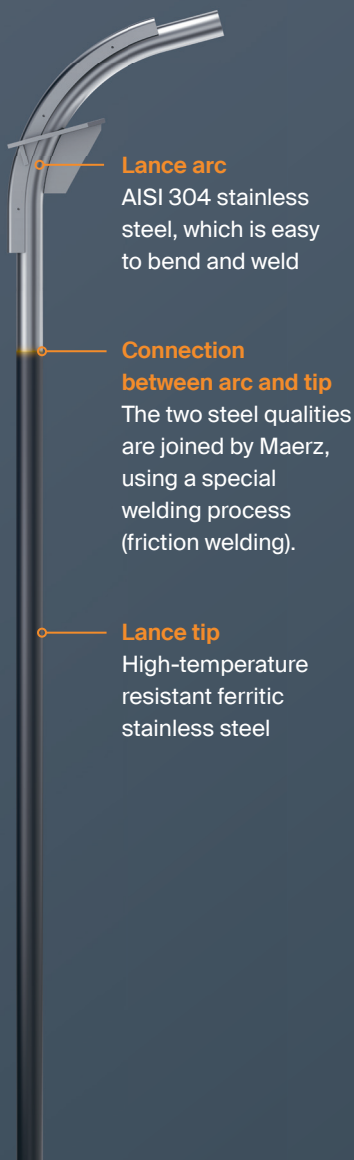 Lance arc
AISI 304 stainless
steel, which is easy
to bend and weld
Connection
between arc and tip
The two steel qualities
are joined by Maerz,
using a special
welding process
(friction welding).
Lance tip
High-temperature
resistant ferritic
stainless steel